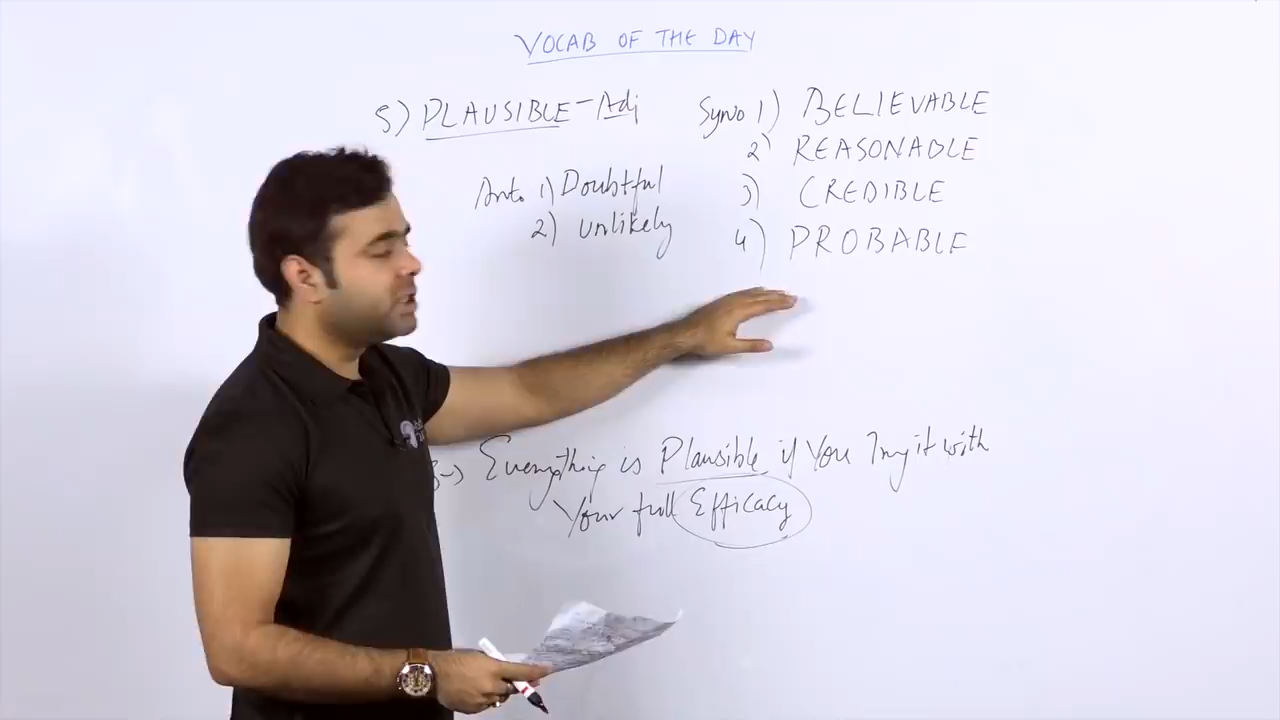 VOCAB OF THE DAY
5) PLAUSIBLE - Adj
Syno 1) BELIEVABLE
2) REASONABLE
3) CREDIBLE
4) PROBABLE
Anto 1) Doubtful
2) unlikely
Everything is Plausible if You Try it with
Your full Efficacy